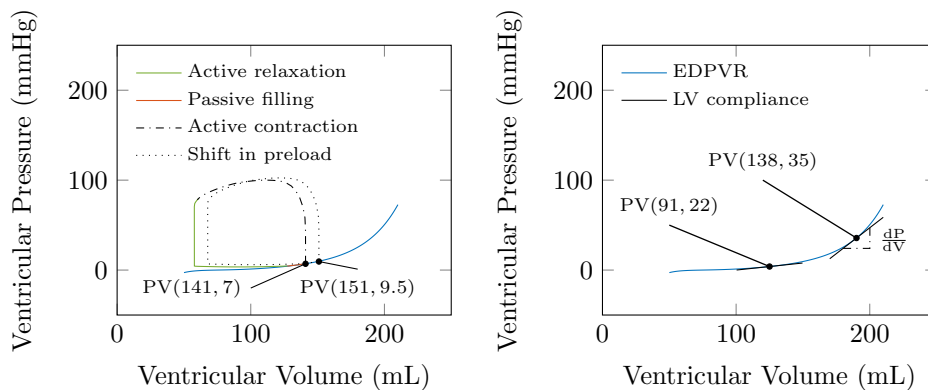 Ventricular Pressure (mmHg)
200
100
0
Active relaxation
Passive filling
Active contraction
Shift in preload
PV(141, 7)
PV(151, 9.5)
0
100
200
Ventricular Volume (mL)
Ventricular Pressure (mmHg)
200
100
0
EDPVR
LV compliance
PV(138, 35)
PV(91, 22)
dP
dV
0
100
200
Ventricular Volume (mL)